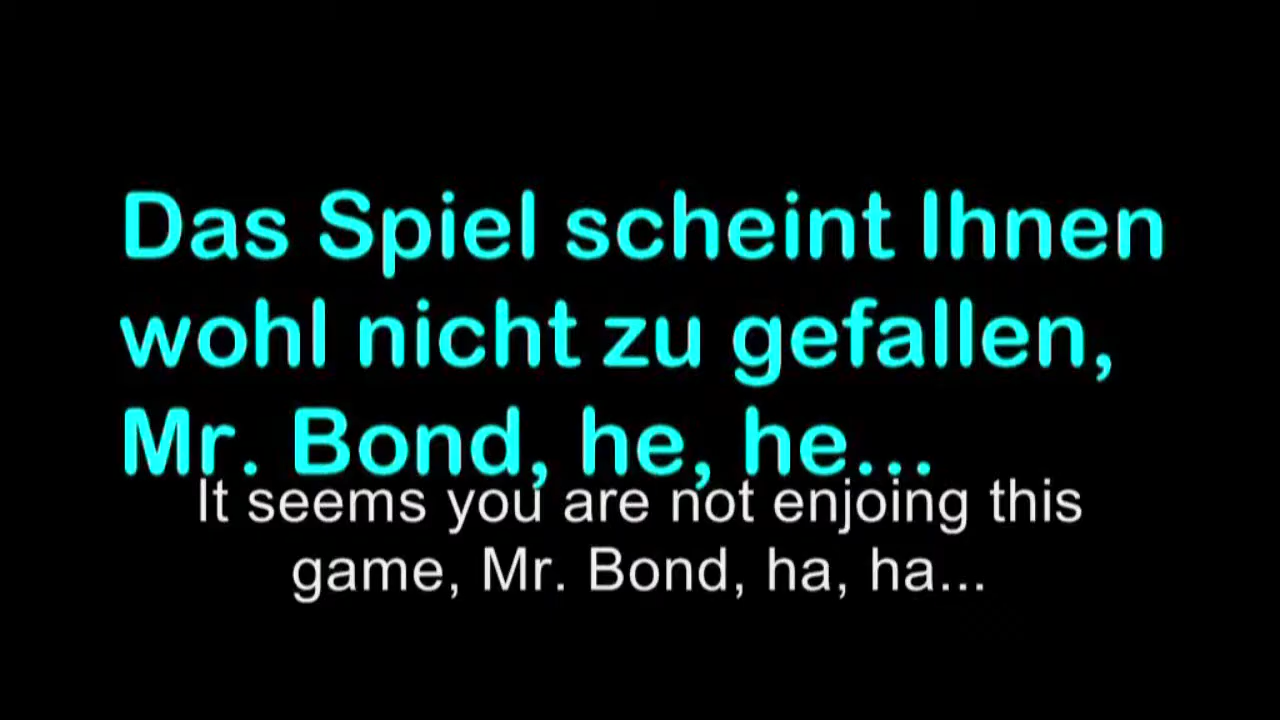 Das Spiel scheint Ihnen
wohl nicht zu gefallen,
Mr. Bond, he, he...
It seems you are not enjoing this
game, Mr. Bond, ha, ha...